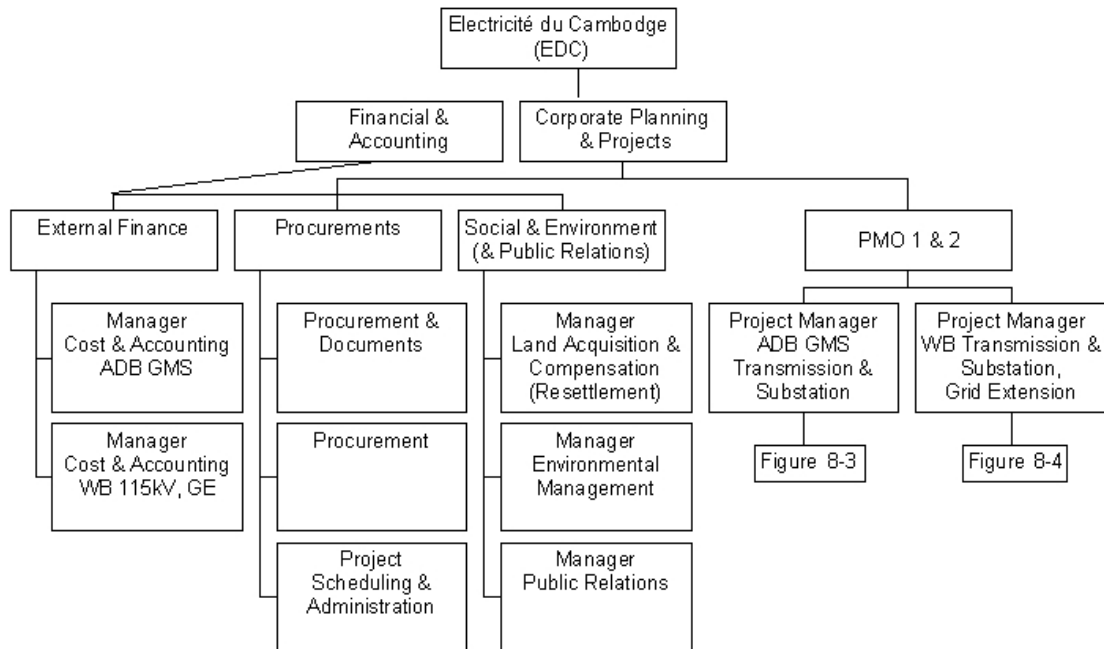 Electricité du Cambodge
(EDC)
Financial &
Accounting
Corporate Planning
& Projects
External Finance
Procurements
Social & Environment
(& Public Relations)
PMO 1 & 2
Manager
Cost & Accounting
ADB GMS
Procurement &
Documents
Manager
Land Acquisition &
Compensation
(Resettlement)
Project Manager
ADB GMS
Transmission &
Substation
Project Manager
WB Transmission &
Substation,
Grid Extension
Manager
Cost & Accounting
WB 115kV, GE
Procurement
Manager
Environmental
Management
Figure 8-3
Figure 8-4
Project
Scheduling &
Administration
Manager
Public Relations